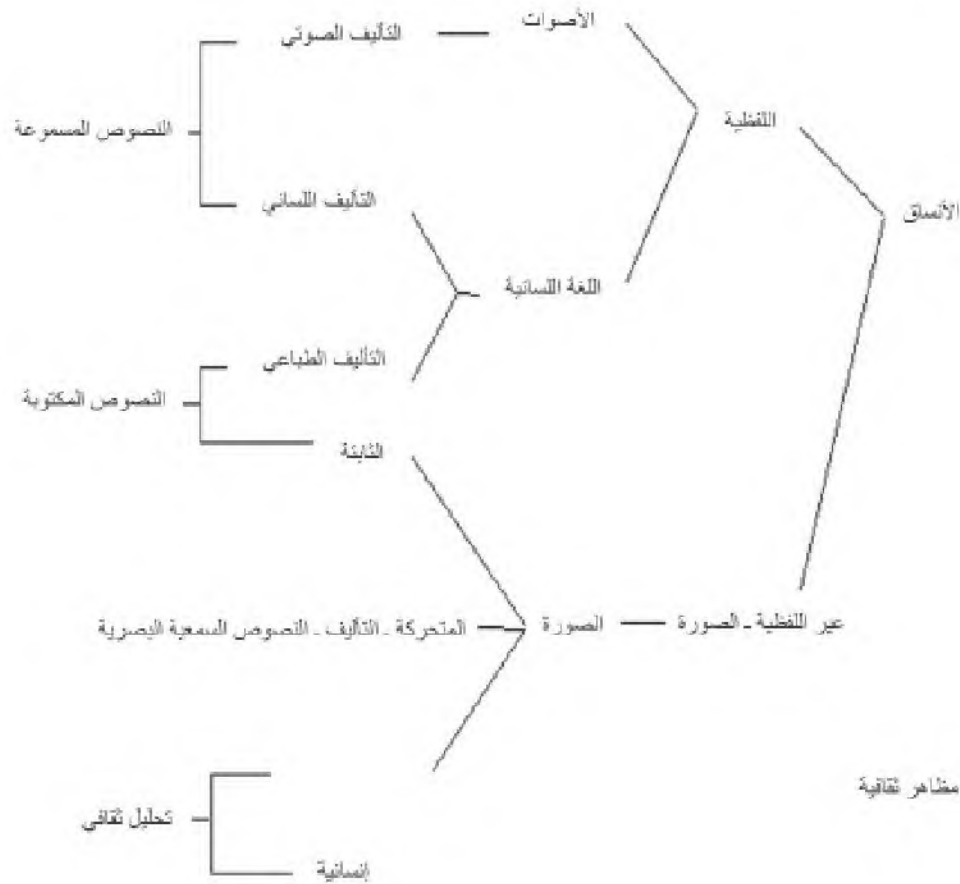 الأصوات
التأليف الصوتي
اللفظية
النصوص المسموعة
التأليف اللساني
الأنساق
اللغة اللسانية
التأليف الطباعي
النصوص المكتوبة
الثابتة
غير اللفظية - الصورة
الصورة
المتحركة - التأليف - النصوص السمعية البصرية
مظاهر ثقافية
تحليل ثقافي
إنسانية